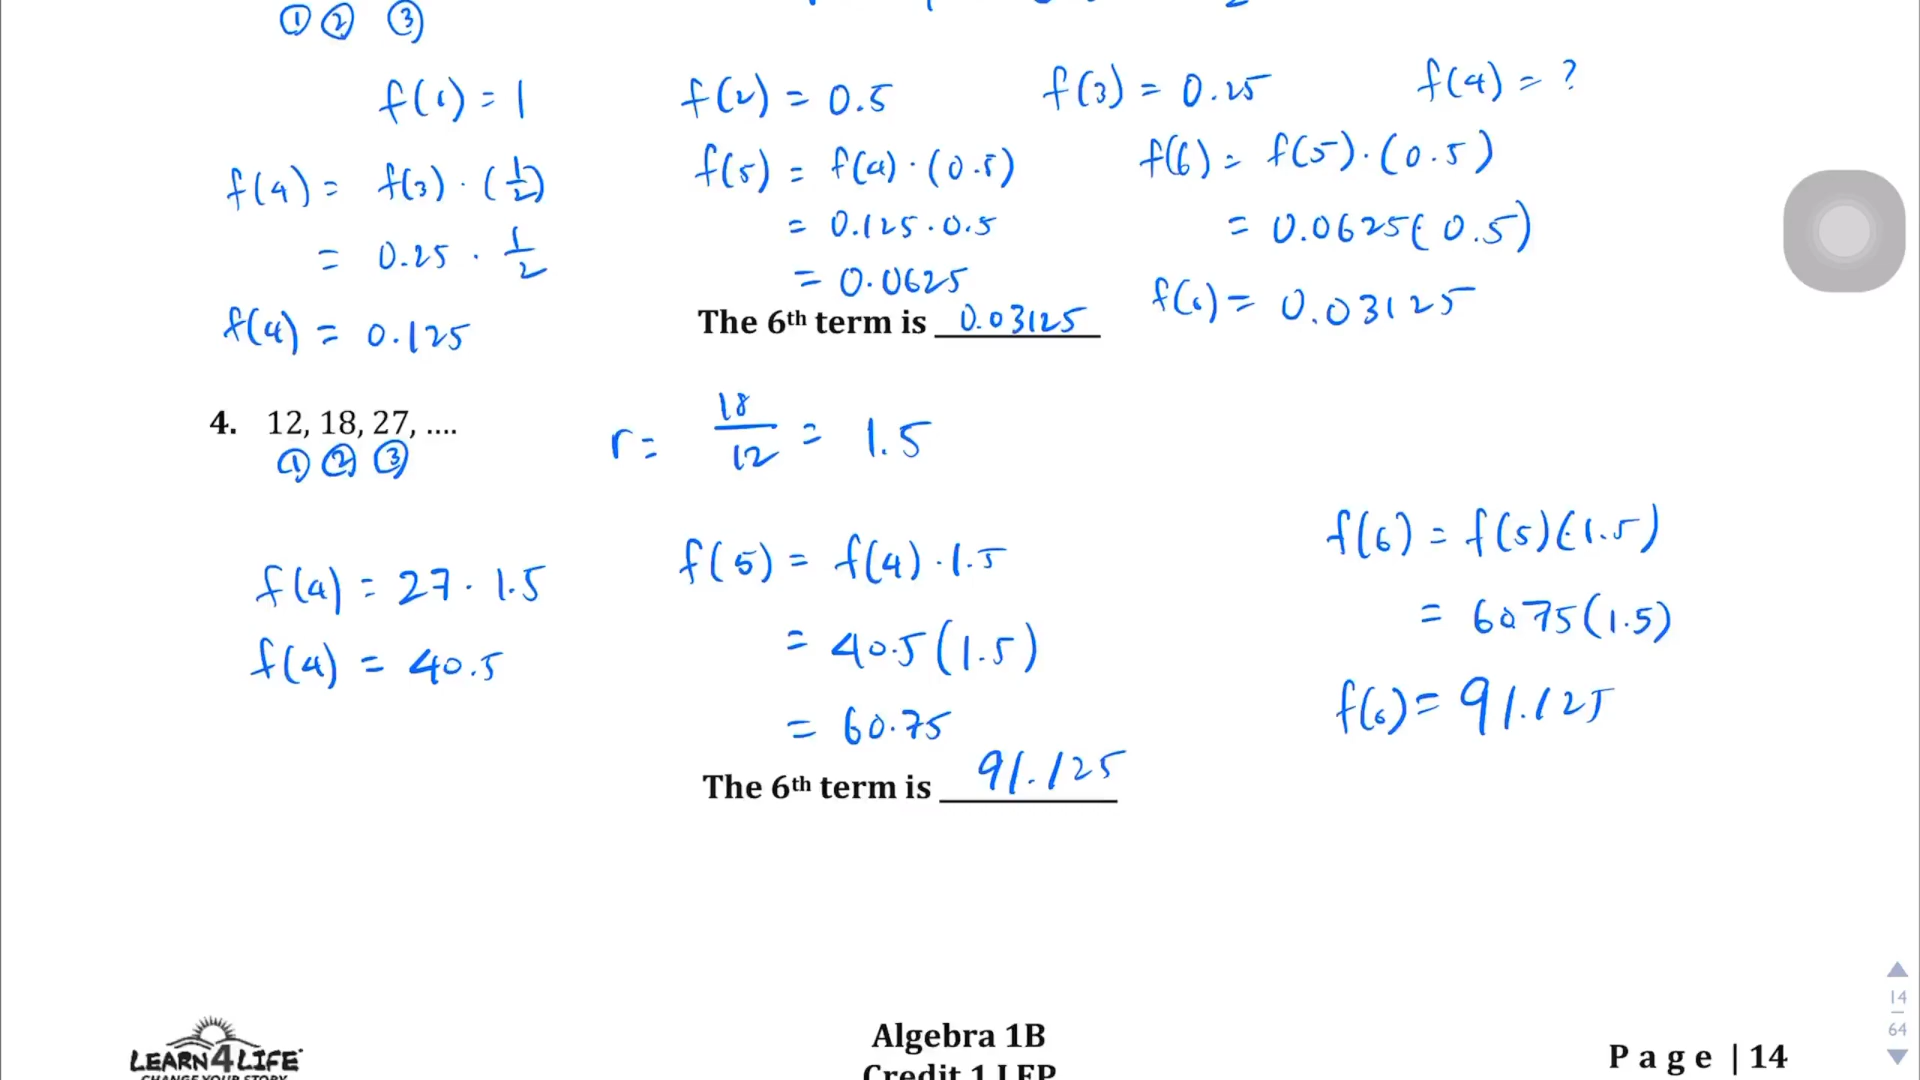 ① ② ③
f(1) = 1
f(2) = 0.5
f(3) = 0.25
f(4) = ?
f(4) = f(3) · (1/2)
= 0.25 · 1/2
f(4) = 0.125
f(5) = f(4) · (0.5)
= 0.125 · 0.5
= 0.0625
f(6) = f(5) · (0.5)
= 0.0625(0.5)
f(6) = 0.03125
The 6th term is 0.03125
4. 12, 18, 27, ....
① ② ③
r = 18/12 = 1.5
f(4) = 27 · 1.5
f(4) = 40.5
f(5) = f(4) · 1.5
= 40.5(1.5)
= 60.75
f(6) = f(5)(1.5)
= 60.75(1.5)
f(6) = 91.125
The 6th term is 91.125
LEARN4LIFE
CHANGE YOUR STORY
Algebra 1B
Credit 1 LEP
Page | 14
14
64